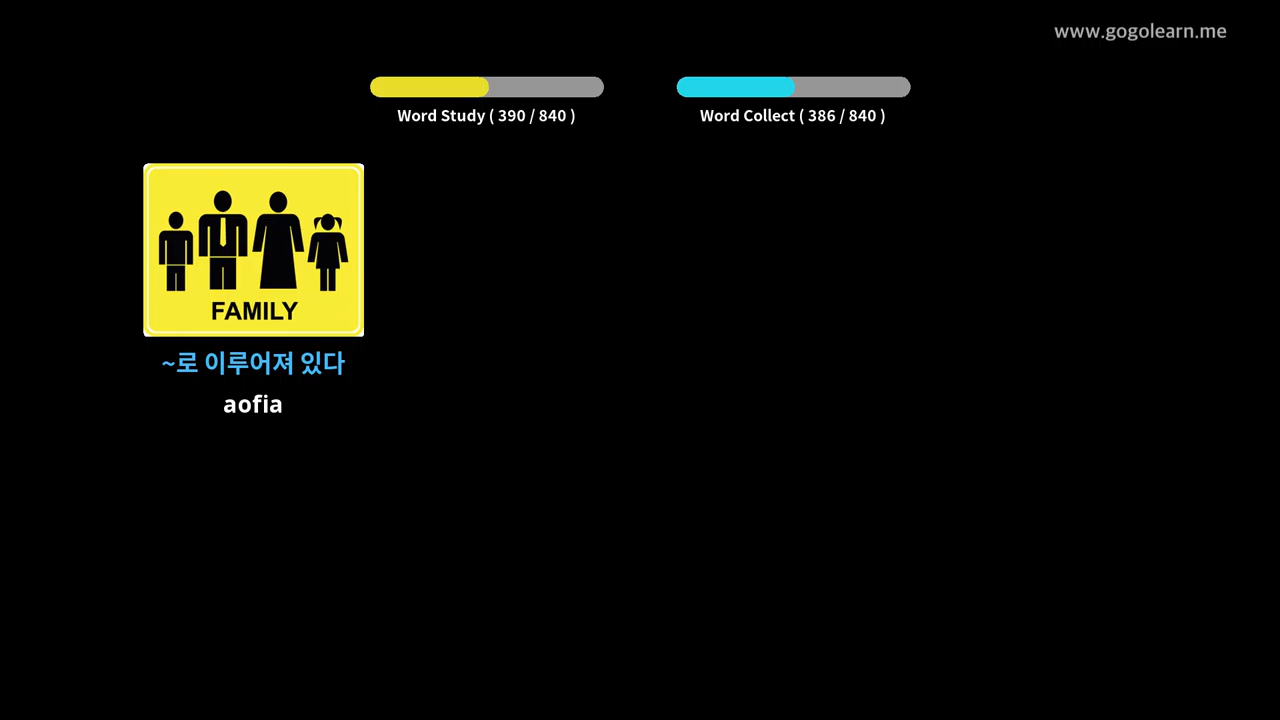 www.gogolearn.me
Word Study ( 390 / 840 )
Word Collect ( 386 / 840 )
FAMILY
~로 이루어져 있다
aofia